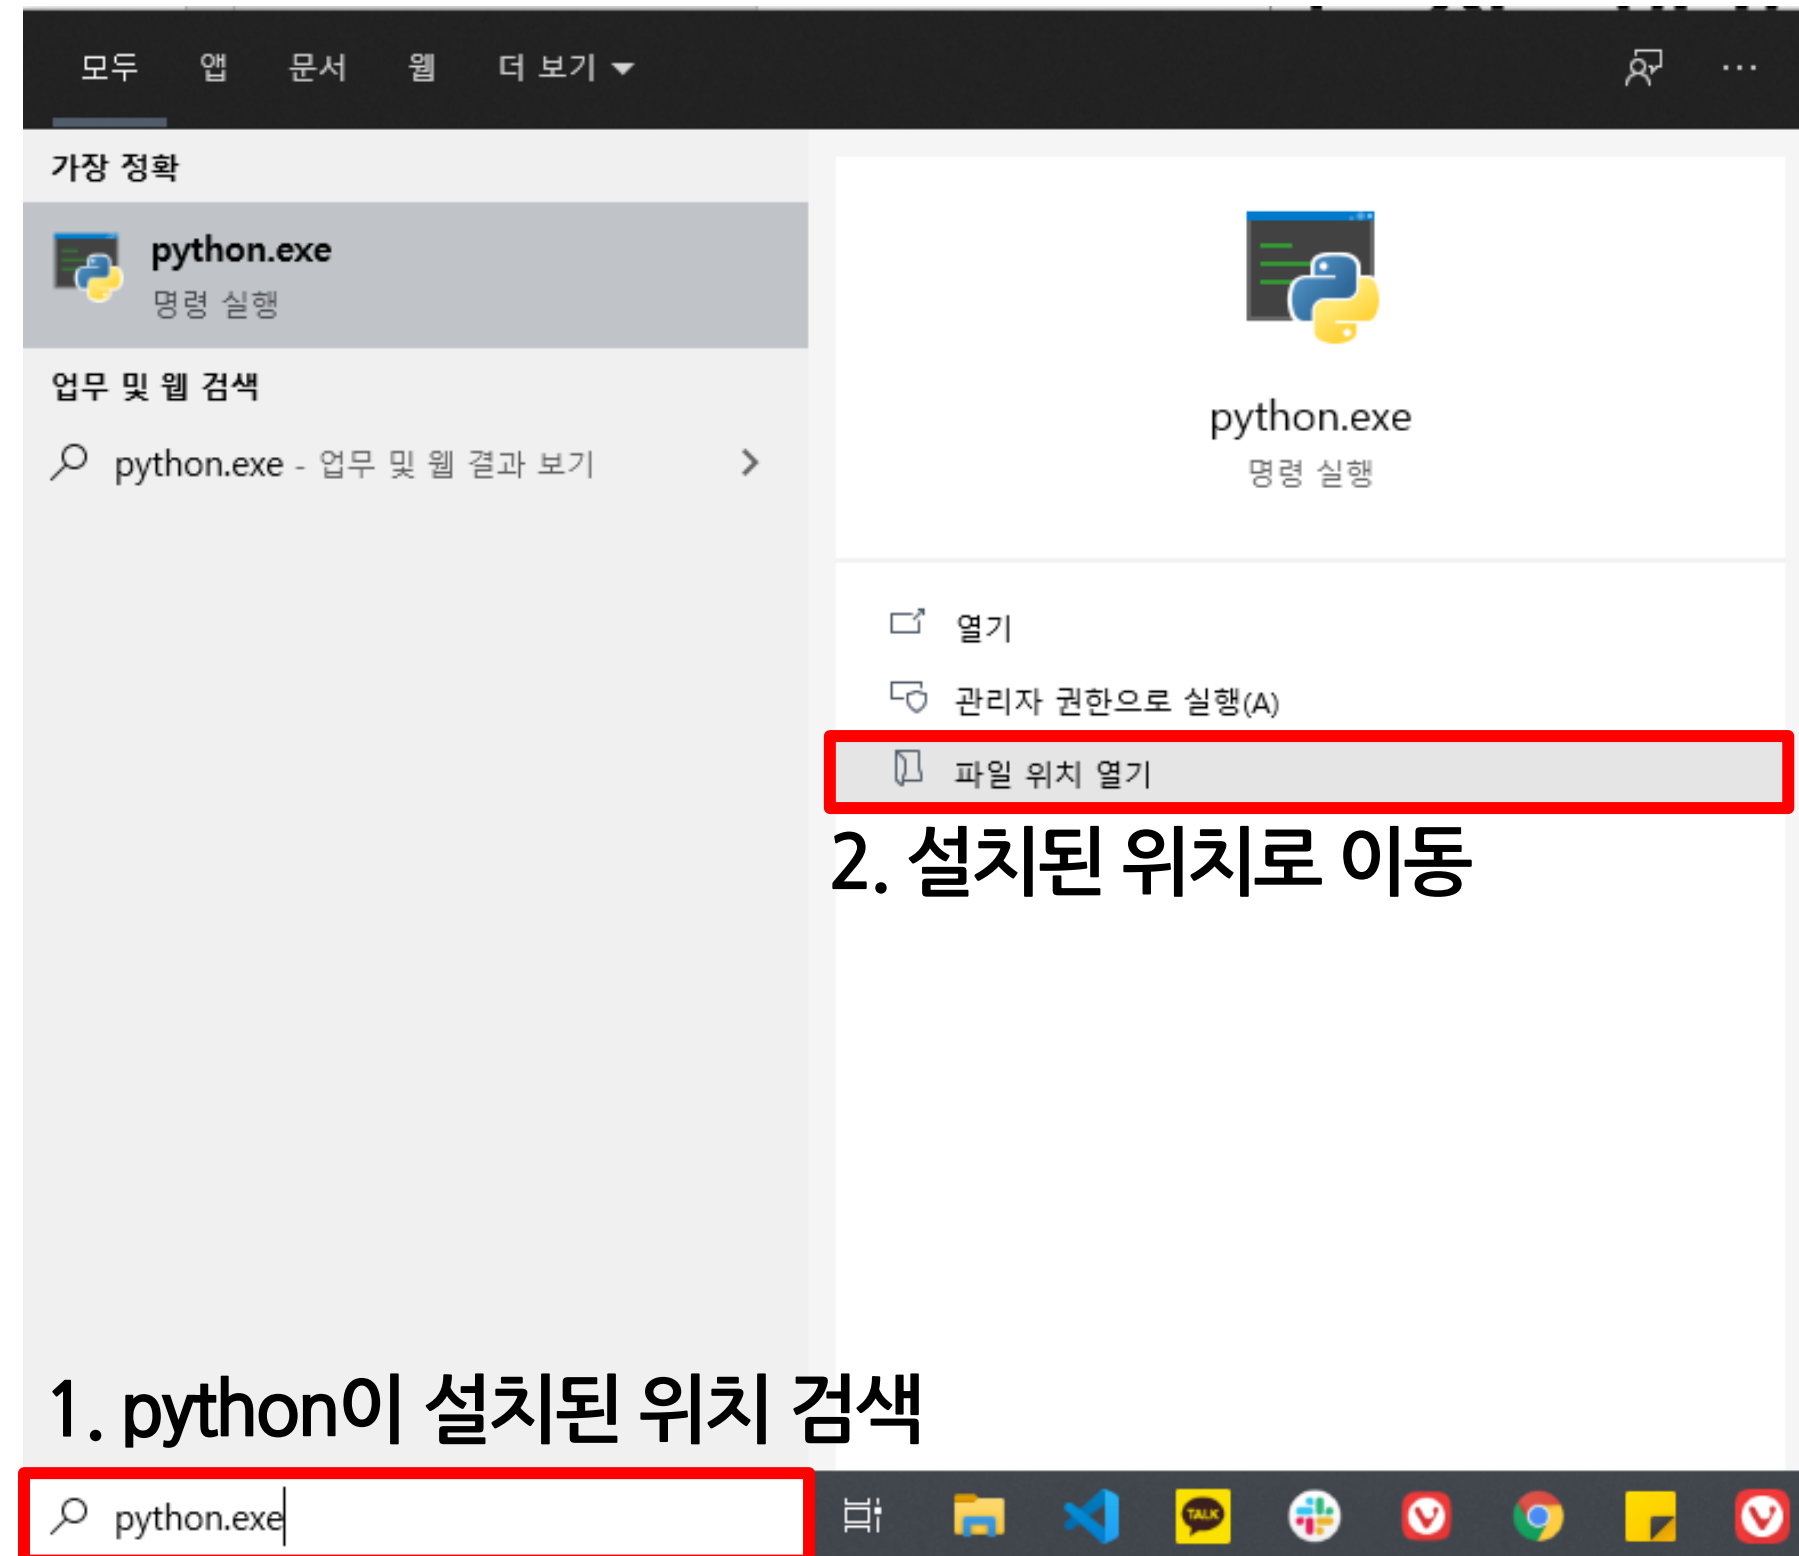 모두 앱 문서 웹 더 보기
가장 정확
python.exe
명령 실행
업무 및 웹 검색
python.exe - 업무 및 웹 결과 보기
python.exe
명령 실행
열기
관리자 권한으로 실행(A)
파일 위치 열기
2. 설치된 위치로 이동
1. python이 설치된 위치 검색
python.exe
TALK